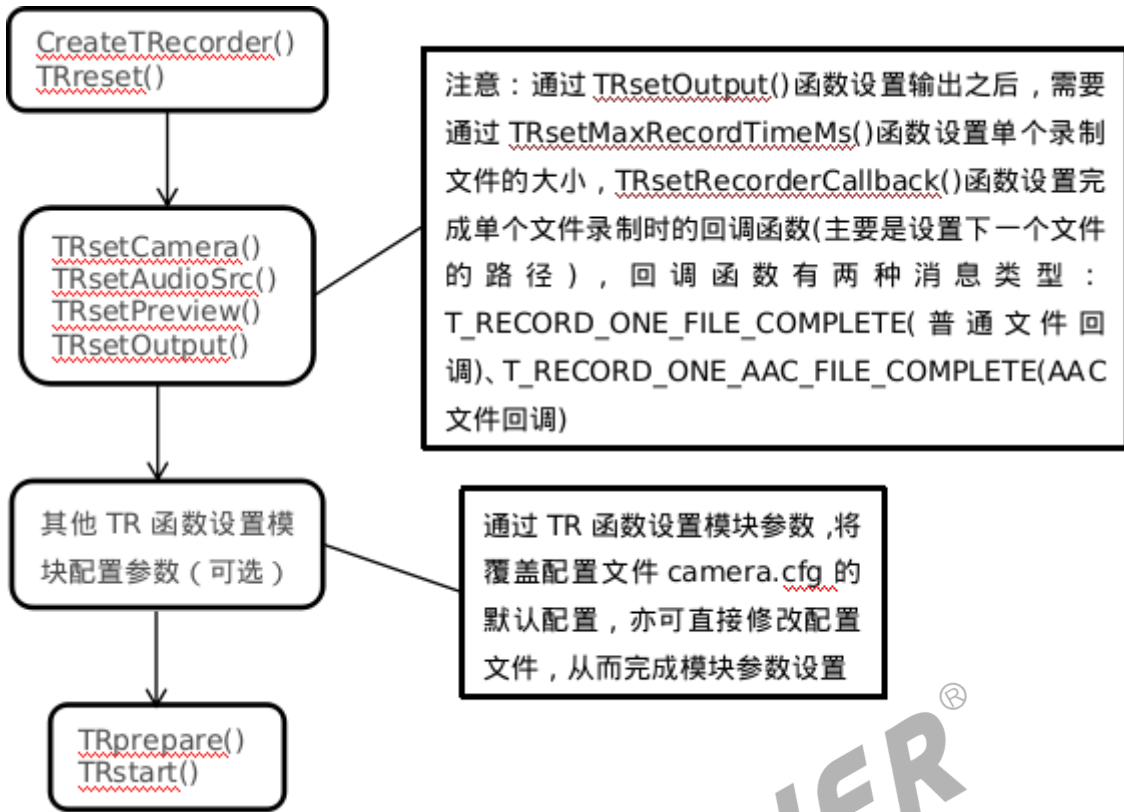 CreateTRecorder()
TRreset()
TRsetCamera()
TRsetAudioSrc()
TRsetPreview()
TRsetOutput()
注意：通过 TRsetOutput()函数设置输出之后，需要
通过 TRsetMaxRecordTimeMs()函数设置单个录制
文件的大小，TRsetRecorderCallback()函数设置完
成单个文件录制时的回调函数(主要是设置下一个文件
的路径)，回调函数有两种消息类型：
T_RECORD_ONE_FILE_COMPLETE(普通文件回
调)、T_RECORD_ONE_AAC_FILE_COMPLETE(AAC
文件回调)
其他 TR 函数设置模
块配置参数（可选）
通过 TR 函数设置模块参数,将
覆盖配置文件 camera.cfg 的
默认配置，亦可直接修改配置
文件，从而完成模块参数设置
TRprepare()
TRstart()